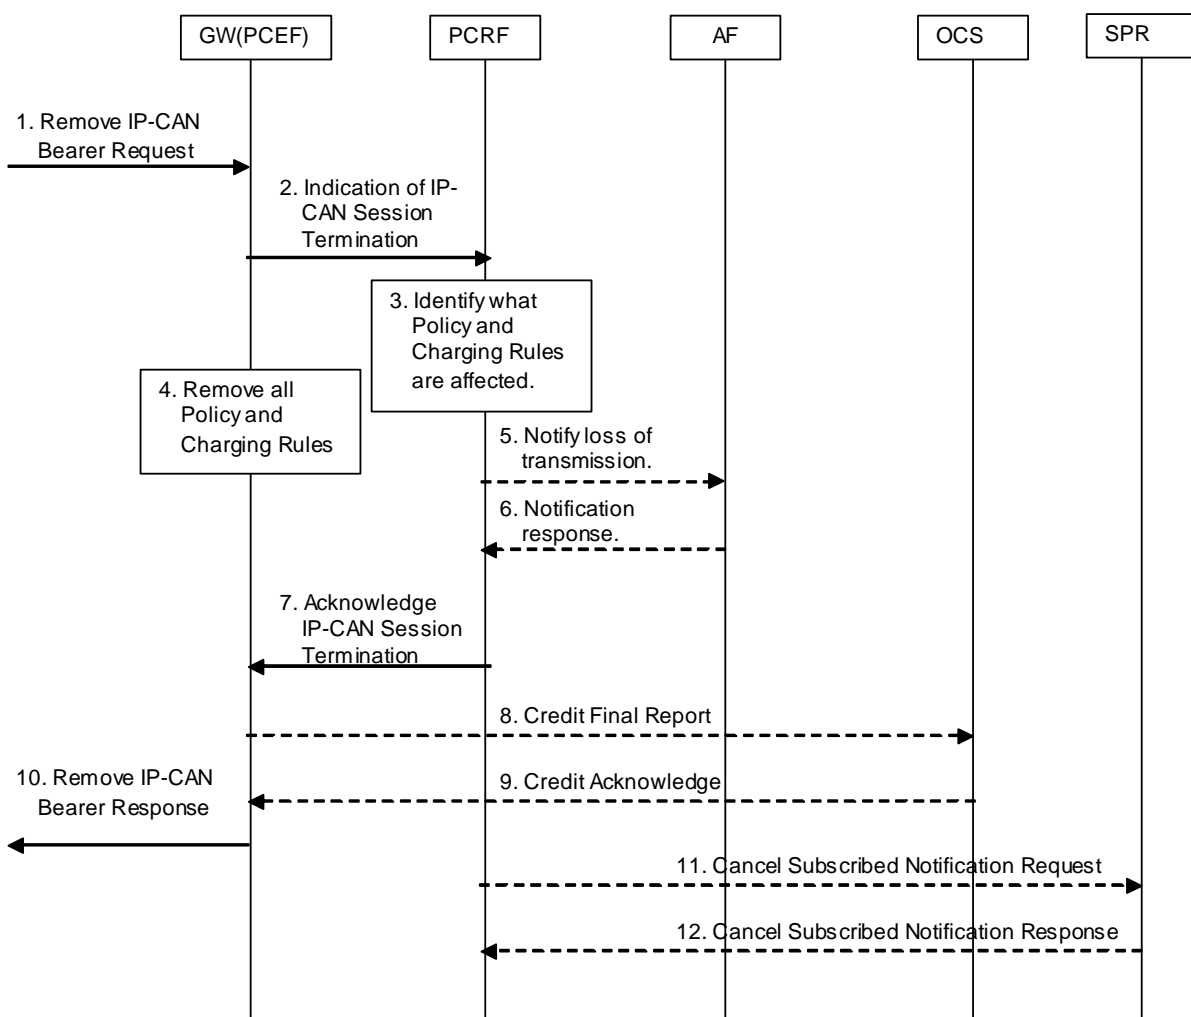 GW(PCEF)
PCRF
AF
OCS
SPR
1. Remove IP-CAN
Bearer Request
2. Indication of IP-
CAN Session
Termination
3. Identify what
Policy and
Charging Rules
are affected.
4. Remove all
Policy and
Charging Rules
5. Notify loss of
transmission.
6. Notification
response.
7. Acknowledge
IP-CAN Session
Termination
8. Credit Final Report
9. Credit Acknowledge
10. Remove IP-CAN
Bearer Response
11. Cancel Subscribed Notification Request
12. Cancel Subscribed Notification Response